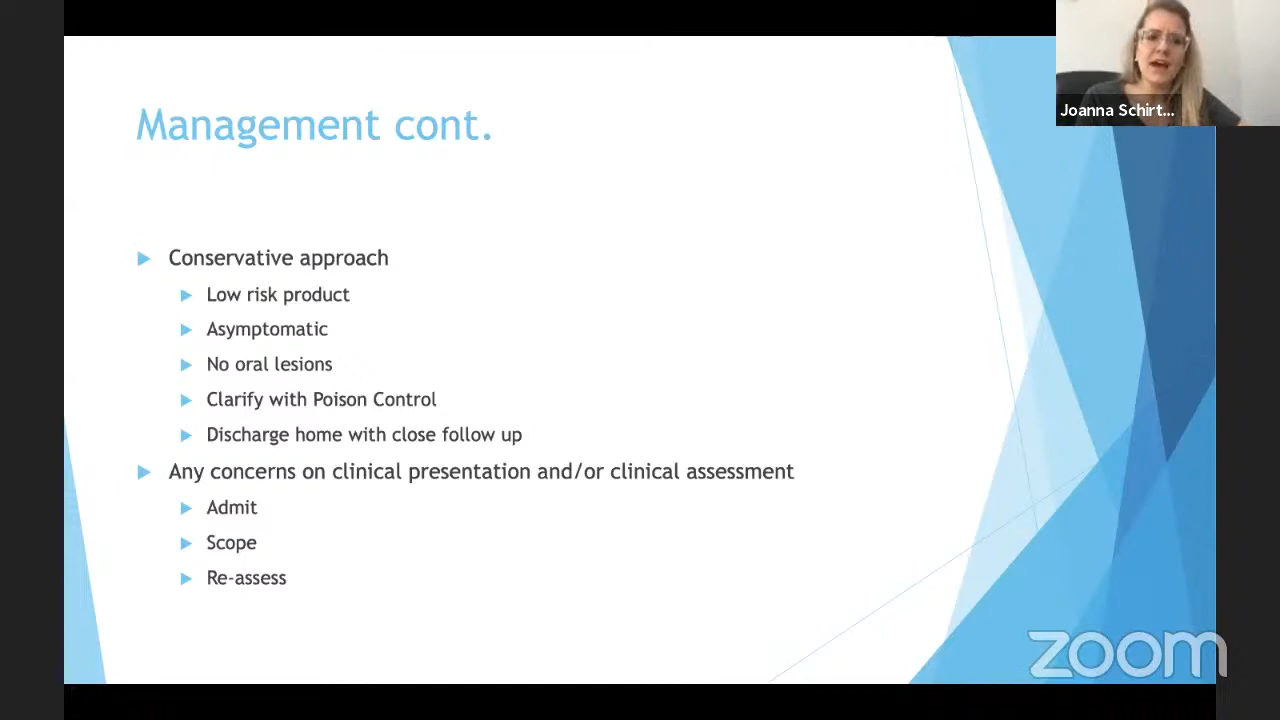 Joanna Schirt...
Management cont.
Conservative approach
Low risk product
Asymptomatic
No oral lesions
Clarify with Poison Control
Discharge home with close follow up
Any concerns on clinical presentation and/or clinical assessment
Admit
Scope
Re-assess
zoom